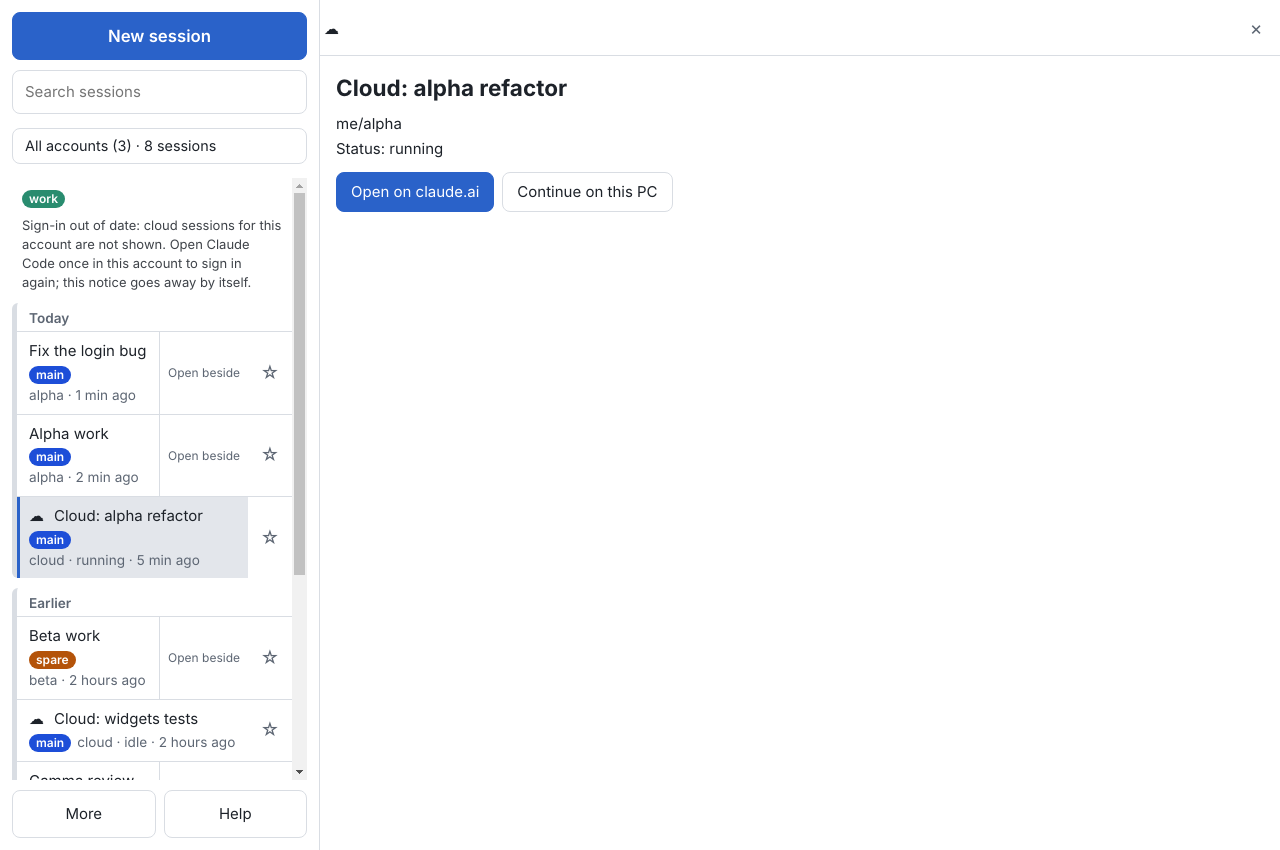 New session
Search sessions
All accounts (3) · 8 sessions
work
Sign-in out of date: cloud sessions for this
account are not shown. Open Claude
Code once in this account to sign in
again; this notice goes away by itself.
Today
Fix the login bug
main
alpha · 1 min ago
Open beside
Alpha work
main
alpha · 2 min ago
Open beside
Cloud: alpha refactor
main
cloud · running · 5 min ago
Earlier
Beta work
spare
beta · 2 hours ago
Open beside
Cloud: widgets tests
main cloud · idle · 2 hours ago
Gamma review
More
Help
Cloud: alpha refactor
me/alpha
Status: running
Open on claude.ai
Continue on this PC